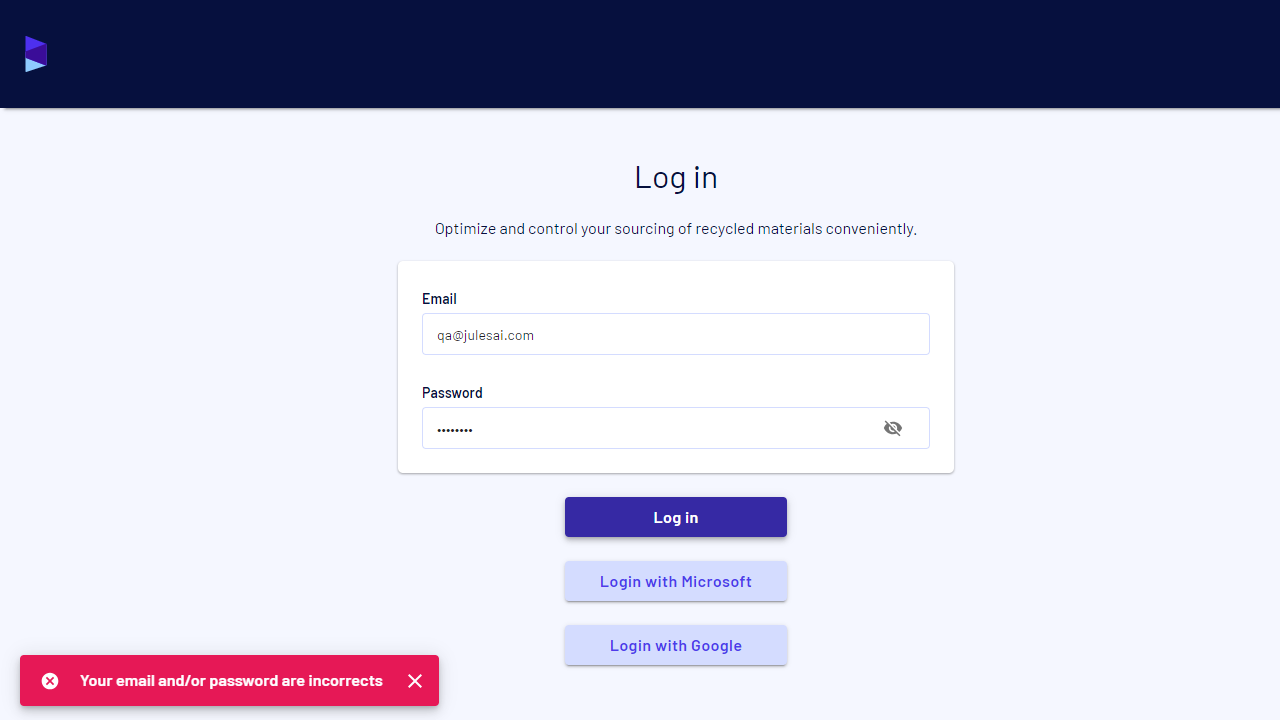 Log in
Optimize and control your sourcing of recycled materials conveniently.
Email
qa@julesai.com
Password
••••••••
Log in
Login with Microsoft
Login with Google
Your email and/or password are incorrects